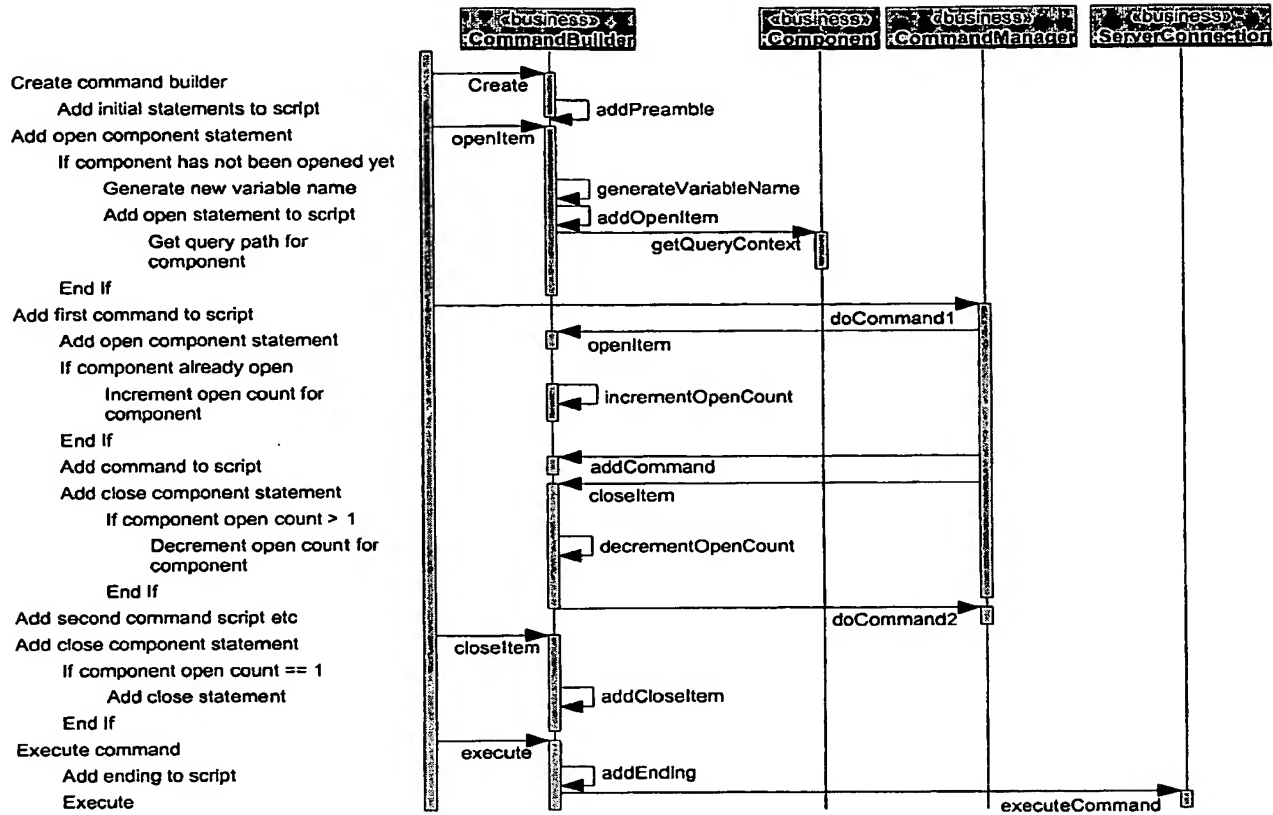 «business» «business» «business» «business»
:CommandBuilder :Component :CommandManager :ServerConnection
Create command builder
Create
Add initial statements to script
addPreamble
Add open component statement
openItem
If component has not been opened yet
Generate new variable name
generateVariableName
Add open statement to script
addOpenItem
Get query path for
component
getQueryContext
End If
Add first command to script
doCommand1
Add open component statement
openItem
If component already open
Increment open count for
component
incrementOpenCount
End If
Add command to script
addCommand
Add close component statement
closeItem
If component open count > 1
Decrement open count for
component
decrementOpenCount
End If
Add second command script etc
doCommand2
Add close component statement
closeItem
If component open count == 1
Add close statement
addCloseItem
End If
Execute command
execute
Add ending to script
addEnding
Execute
executeCommand